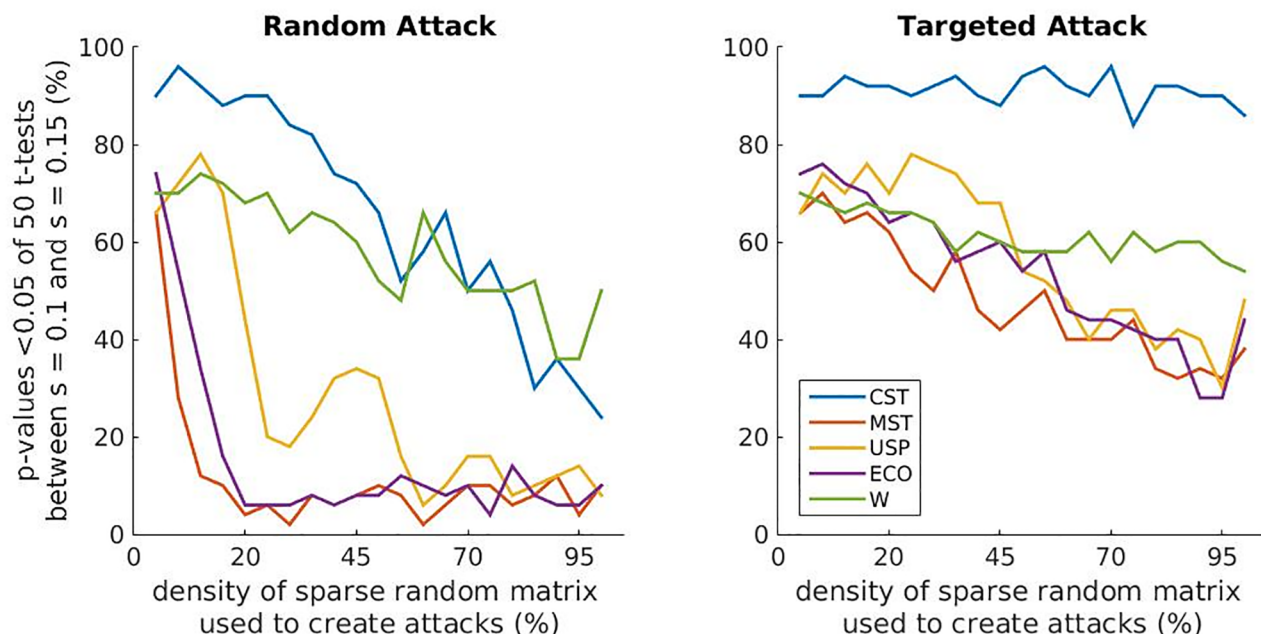 Random Attack
p-values <0.05 of 50 t-tests
between s = 0.1 and s = 0.15 (%)
100
80
60
40
20
0
0 20 45 70 95
density of sparse random matrix
used to create attacks (%)
Targeted Attack
100
80
60
40
20
0
CST
MST
USP
ECO
W
0 20 45 70 95
density of sparse random matrix
used to create attacks (%)